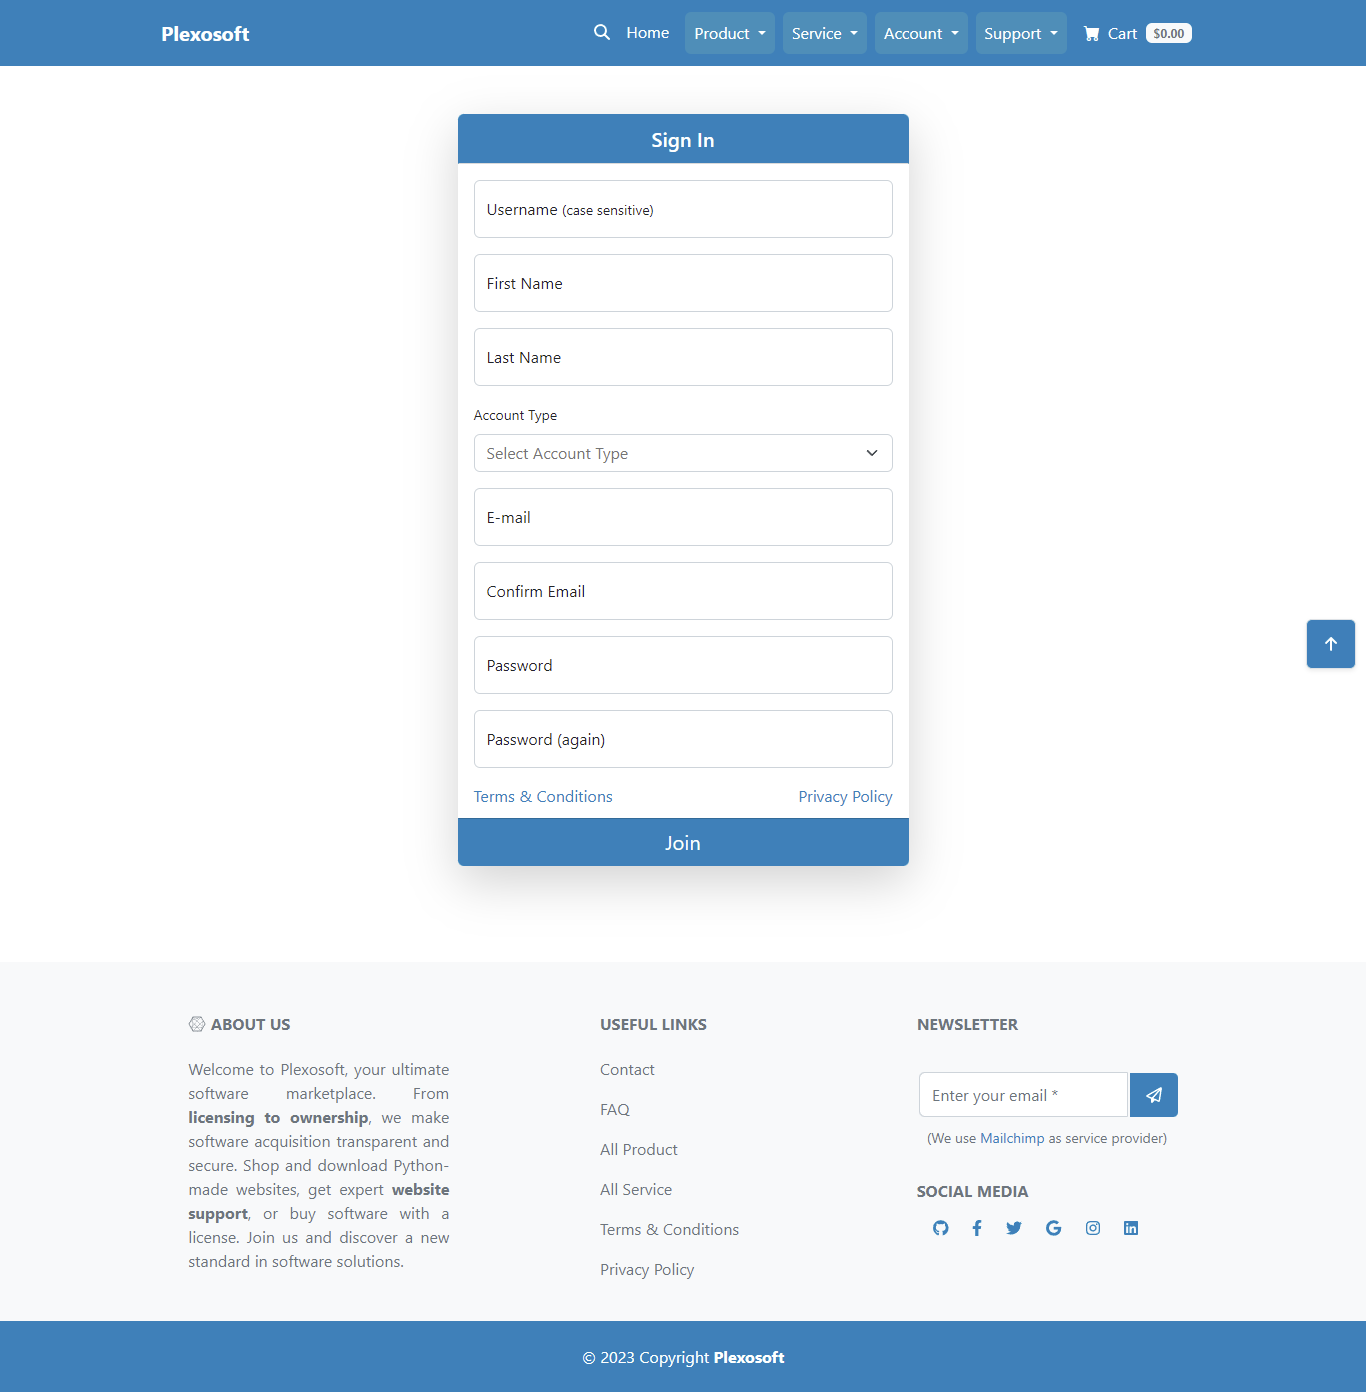 Plexosoft
Home
Product
Service
Account
Support
Cart $0.00
Sign In
Username (case sensitive)
First Name
Last Name
Account Type
Select Account Type
E-mail
Confirm Email
Password
Password (again)
Terms & Conditions
Privacy Policy
Join
ABOUT US
Welcome to Plexosoft, your ultimate
software marketplace. From
licensing to ownership, we make
software acquisition transparent and
secure. Shop and download Python-
made websites, get expert website
support, or buy software with a
license. Join us and discover a new
standard in software solutions.
USEFUL LINKS
Contact
FAQ
All Product
All Service
Terms & Conditions
Privacy Policy
NEWSLETTER
Enter your email *
(We use Mailchimp as service provider)
SOCIAL MEDIA
© 2023 Copyright Plexosoft